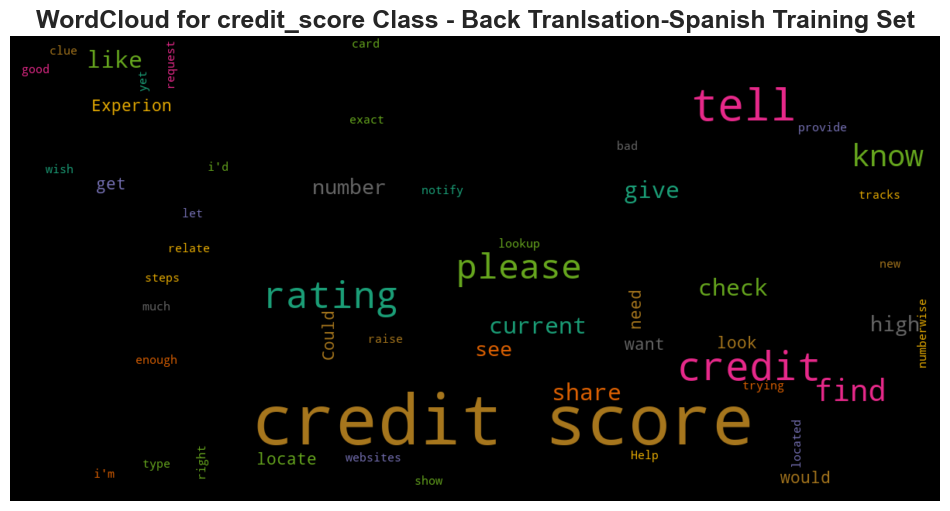 WordCloud for credit_score Class - Back Tranlsation-Spanish Training Set
card
clue
like
good
yet
request
tell
Experion
exact
provide
bad
know
wish
i'd
get
number
notify
give
tracks
let
lookup
relate
please
new
steps
rating
check
much
Could
current
need
high
numberwise
raise
see
want
look
enough
credit
trying
share
find
credit score
located
locate
websites
Help
type
right
i'm
show
would